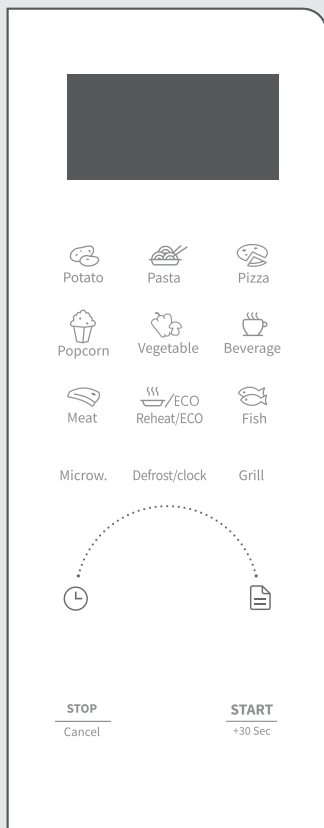 Potato Pasta Pizza
Popcorn Vegetable Beverage
/ECO
Meat Reheat/ECO Fish
Microw. Defrost/clock Grill
STOP START
Cancel +30 Sec